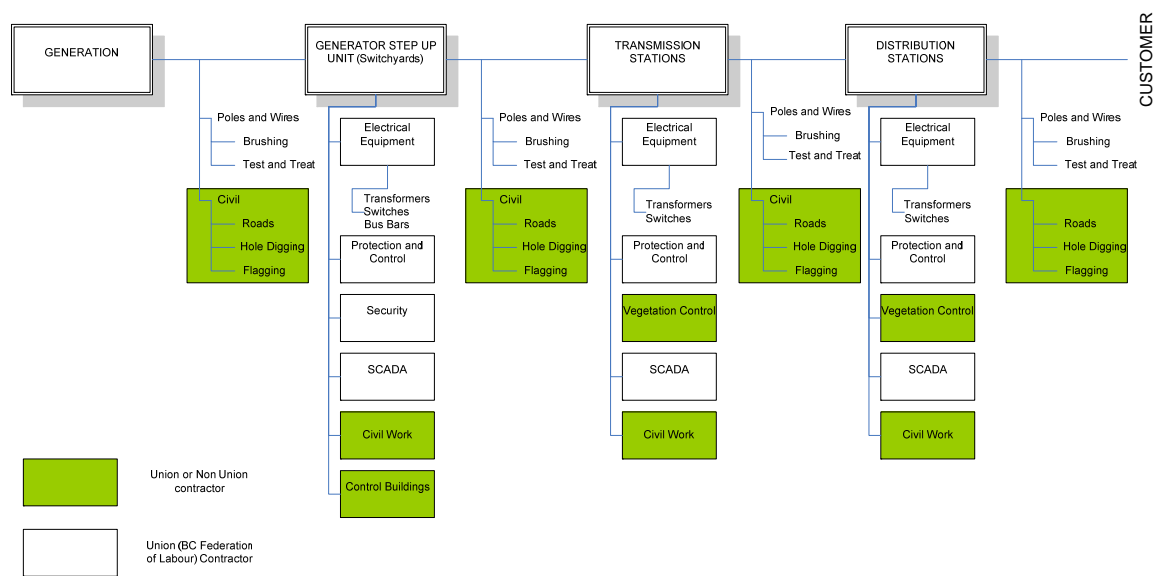 GENERATION
GENERATOR STEP UP
UNIT (Switchyards)
TRANSMISSION
STATIONS
DISTRIBUTION
STATIONS
CUSTOMER
Poles and Wires
Brushing
Test and Treat
Civil
Roads
Hole Digging
Flagging
Electrical
Equipment
Transformers
Switches
Bus Bars
Protection and
Control
Security
SCADA
Civil Work
Control Buildings
Poles and Wires
Brushing
Test and Treat
Civil
Roads
Hole Digging
Flagging
Electrical
Equipment
Transformers
Switches
Protection and
Control
Vegetation Control
SCADA
Civil Work
Poles and Wires
Brushing
Test and Treat
Civil
Roads
Hole Digging
Flagging
Electrical
Equipment
Transformers
Switches
Protection and
Control
Vegetation Control
SCADA
Civil Work
Poles and Wires
Brushing
Test and Treat
Civil
Roads
Hole Digging
Flagging
Union or Non Union
contractor
Union (BC Federation
of Labour) Contractor